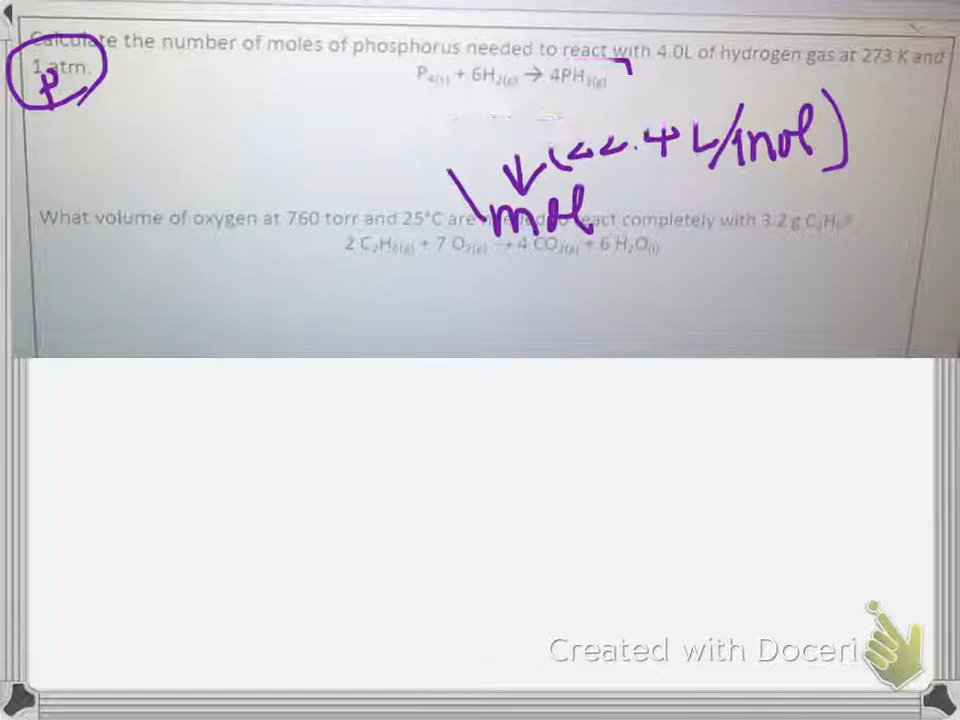 Calculate the number of moles of phosphorus needed to react with 4.0L of hydrogen gas at 273 K and
1 atm.
P
P4(s) + 6H2(g) → 4PH3(g)
(22.4 L/mol)
mol
What volume of oxygen at 760 torr and 25°C are needed to react completely with 3.2 g C2H6?
2 C2H6(g) + 7 O2(g) → 4 CO2(g) + 6 H2O(l)
Created with Doceri